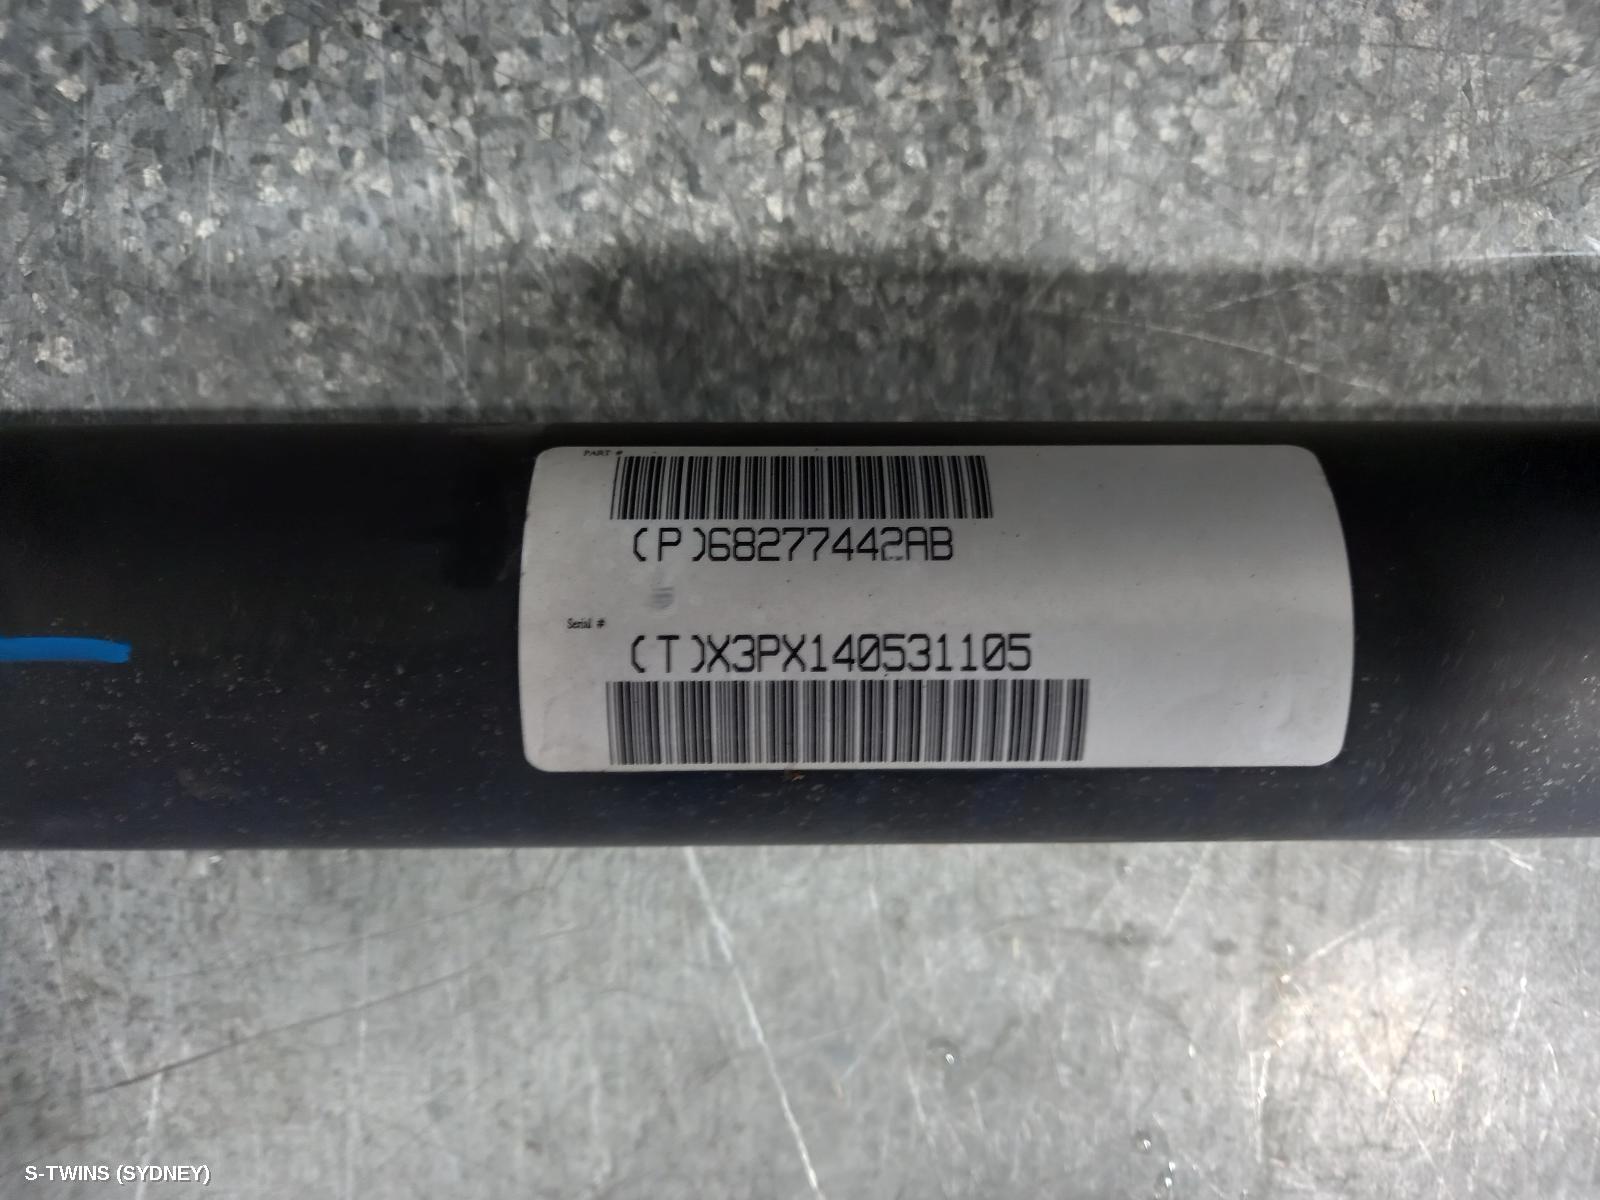 PART #
(P)68277442AB
Serial #
(T)X3PX140531105
S-TWINS (SYDNEY)